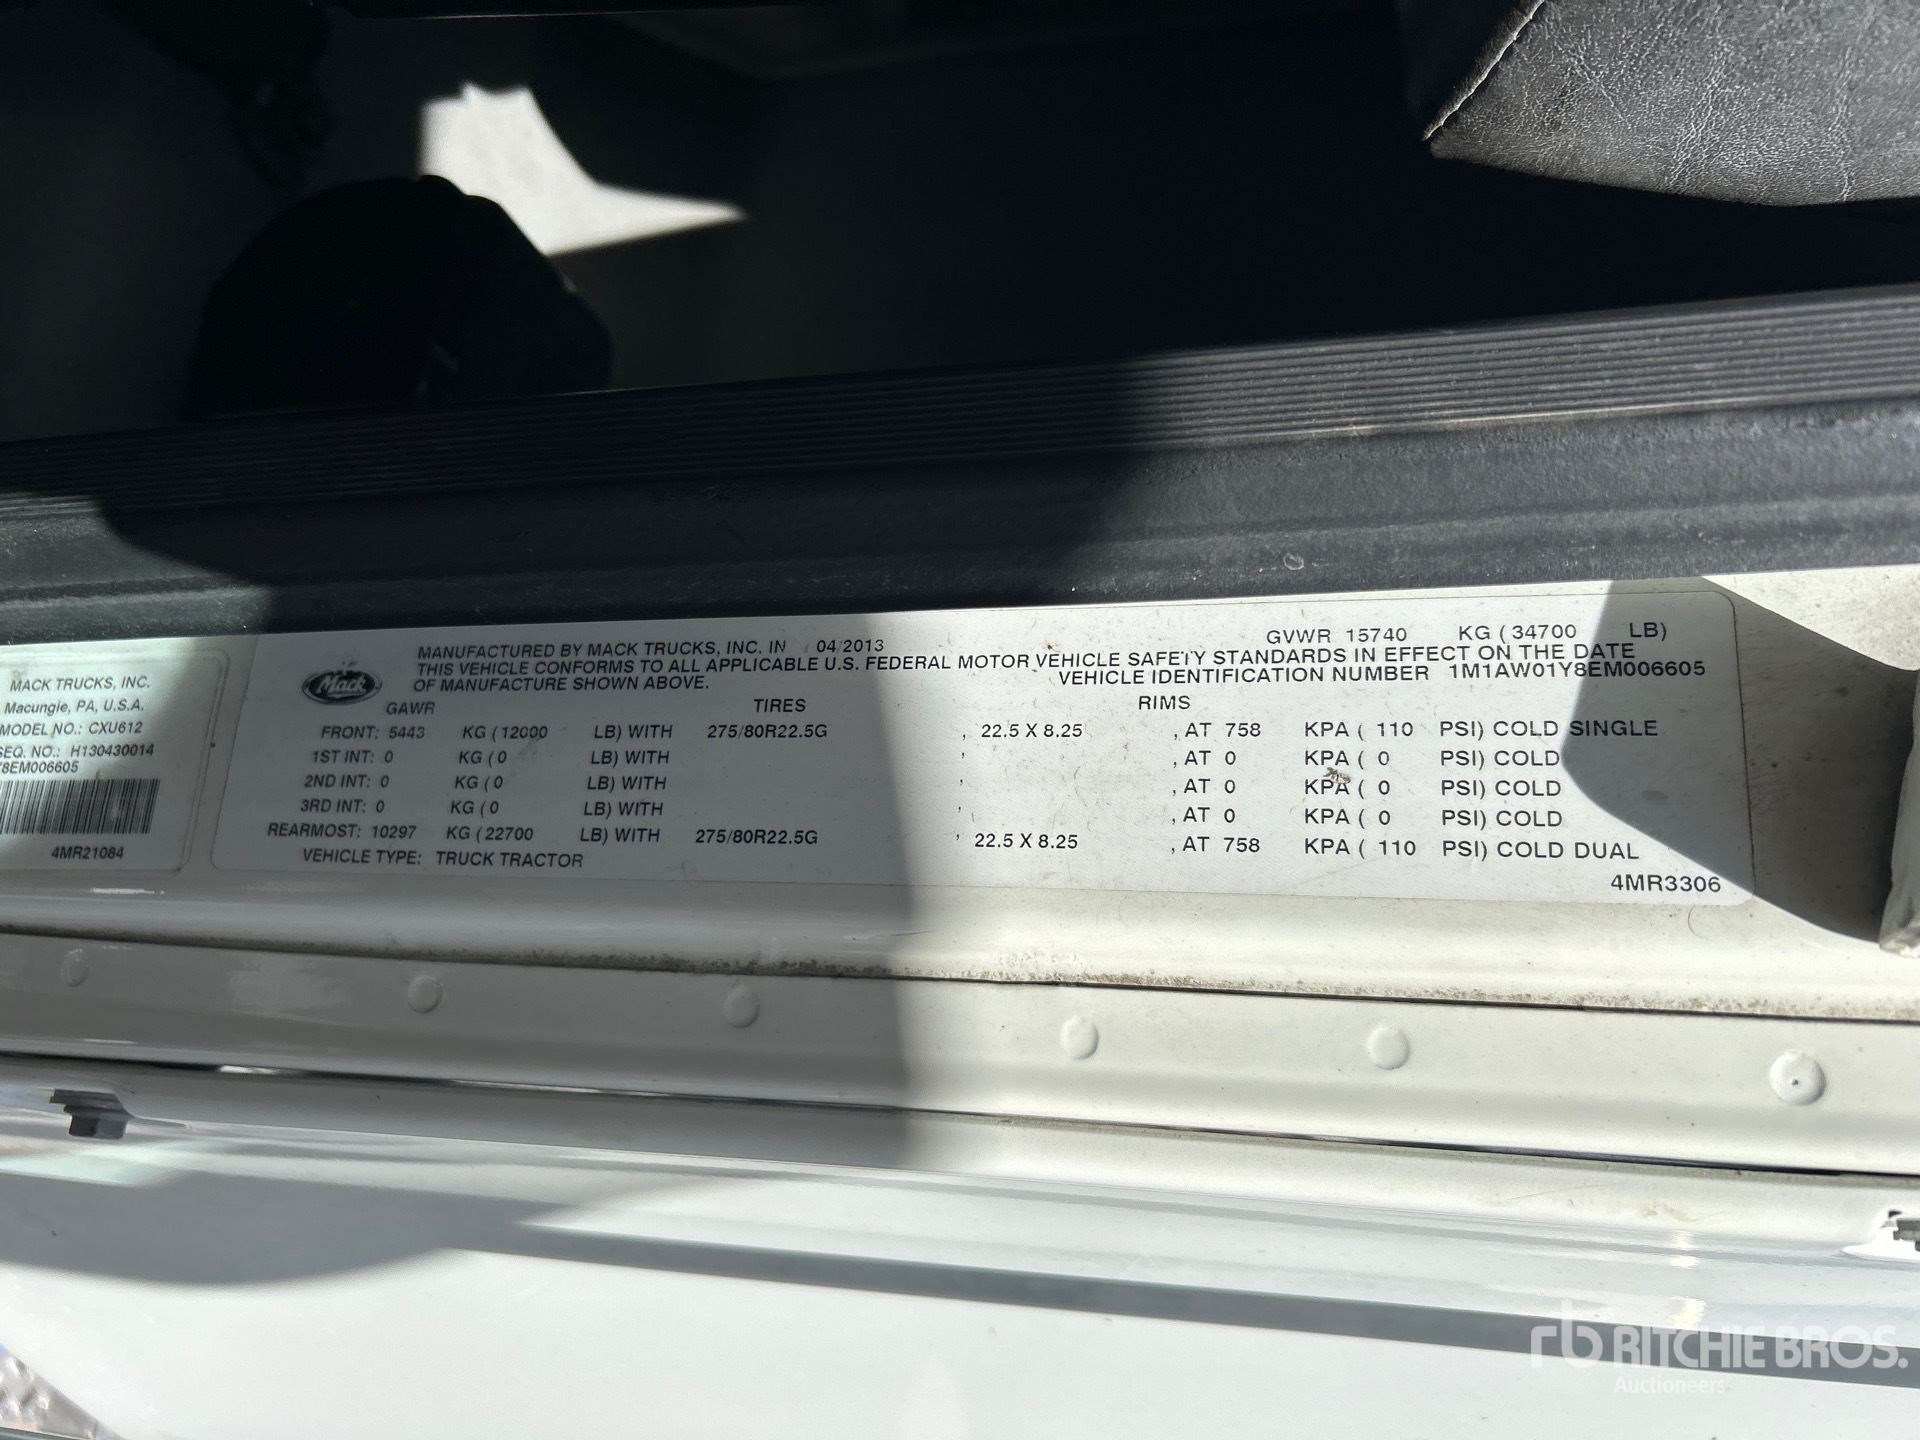 MACK TRUCKS, INC.
Macungie, PA, U.S.A.
MODEL NO.: CXU612
SEQ. NO.: H130430014
Y8EM006605
4MR21084
Mack
MANUFACTURED BY MACK TRUCKS, INC. IN 04/2013 GVWR 15740 KG (34700 LB)
THIS VEHICLE CONFORMS TO ALL APPLICABLE U.S. FEDERAL MOTOR VEHICLE SAFETY STANDARDS IN EFFECT ON THE DATE
OF MANUFACTURE SHOWN ABOVE. VEHICLE IDENTIFICATION NUMBER 1M1AW01Y8EM006605
GAWR TIRES RIMS
FRONT: 5443 KG (12000 LB) WITH 275/80R22.5G , 22.5 X 8.25 , AT 758 KPA ( 110 PSI) COLD SINGLE
1ST INT: 0 KG (0 LB) WITH , , AT 0 KPA ( 0 PSI) COLD
2ND INT: 0 KG (0 LB) WITH , , AT 0 KPA ( 0 PSI) COLD
3RD INT: 0 KG (0 LB) WITH , , AT 0 KPA ( 0 PSI) COLD
REARMOST: 10297 KG (22700 LB) WITH 275/80R22.5G , 22.5 X 8.25 , AT 758 KPA ( 110 PSI) COLD DUAL
VEHICLE TYPE: TRUCK TRACTOR
4MR3306
rb RITCHIE BROS.
Auctioneers